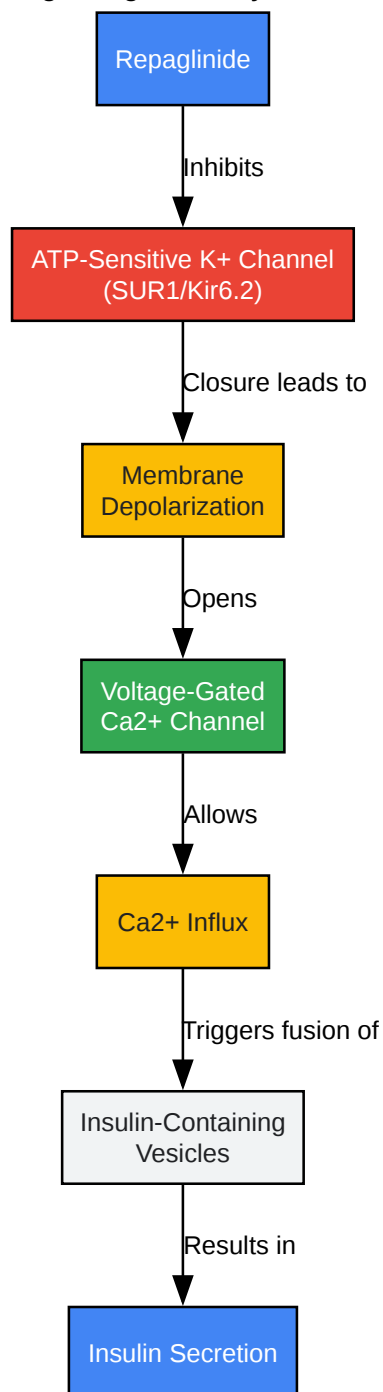 Repaglinide
Inhibits
ATP-Sensitive K+ Channel
(SUR1/Kir6.2)
Closure leads to
Membrane
Depolarization
Opens
Voltage-Gated
Ca2+ Channel
Allows
Ca2+ Influx
Triggers fusion of
Insulin-Containing
Vesicles
Results in
Insulin Secretion